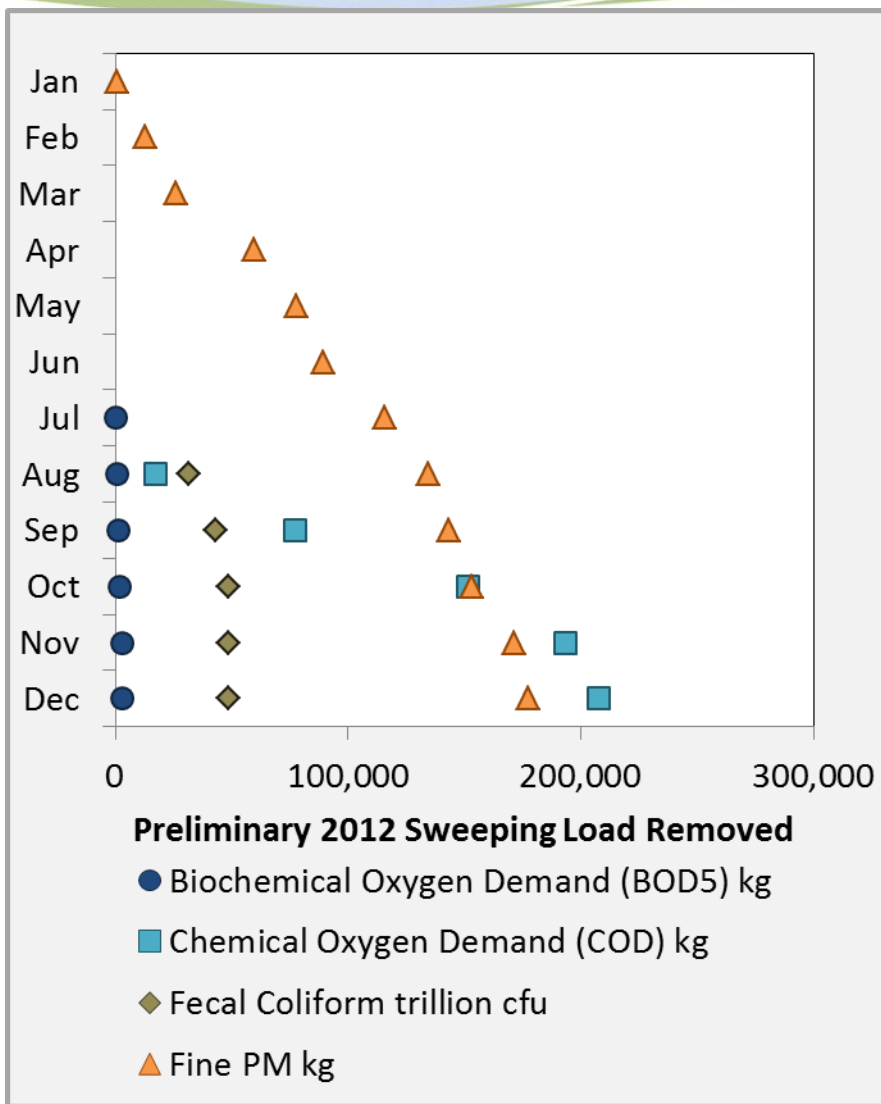 Jan
Feb
Mar
Apr
May
Jun
Jul
Aug
Sep
Oct
Nov
Dec
0 100,000 200,000 300,000
Preliminary 2012 Sweeping Load Removed
Biochemical Oxygen Demand (BOD5) kg
Chemical Oxygen Demand (COD) kg
Fecal Coliform trillion cfu
Fine PM kg